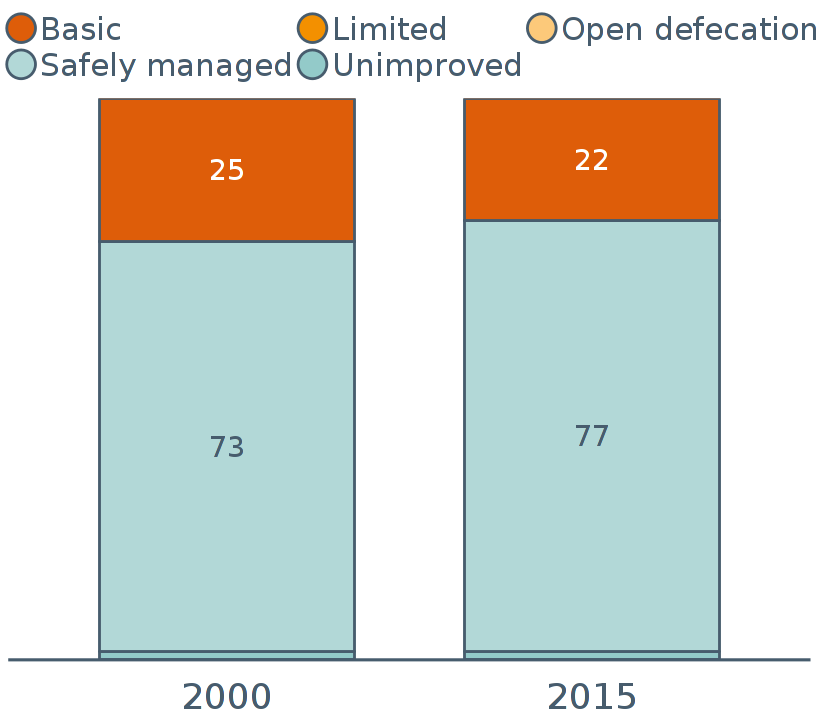 Basic Limited Open defecation
Safely managed Unimproved
25 22
73 77
2000 2015